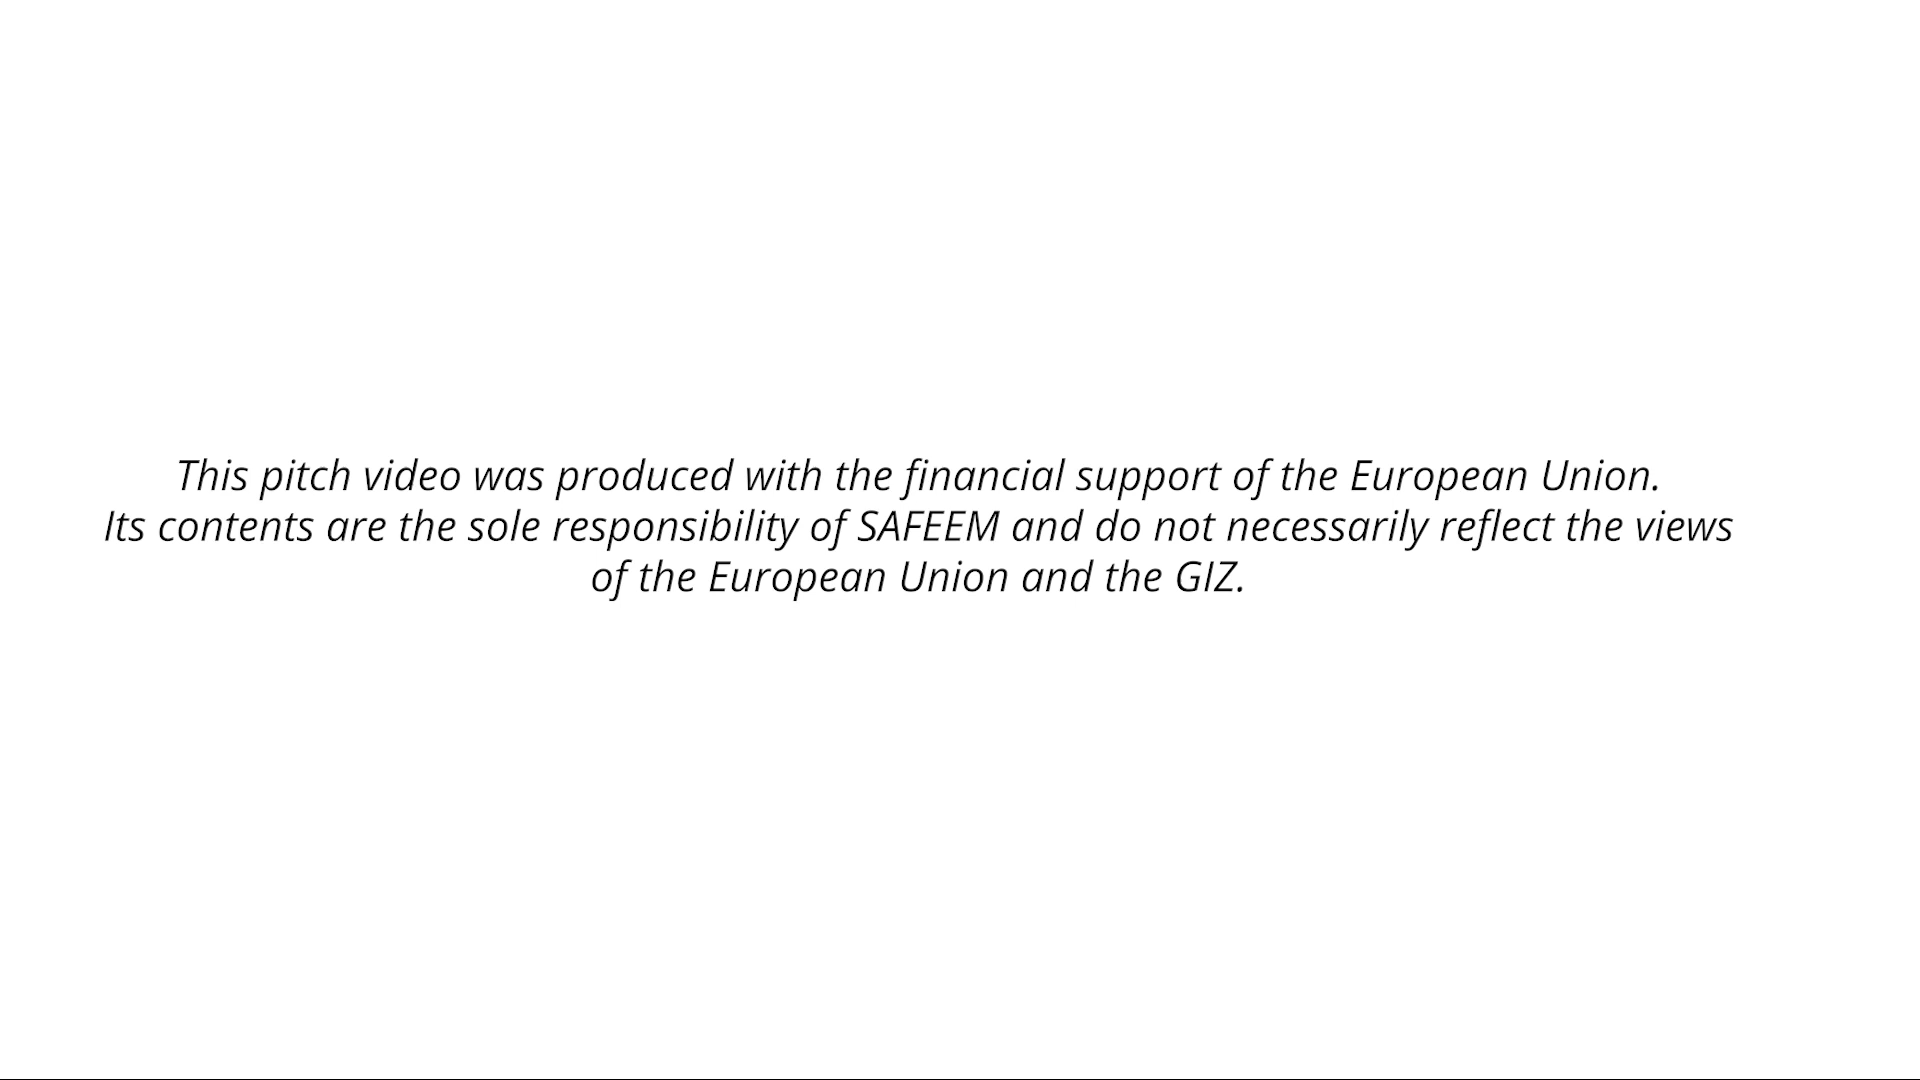 This pitch video was produced with the financial support of the European Union.
Its contents are the sole responsibility of SAFEEM and do not necessarily reflect the views
of the European Union and the GIZ.